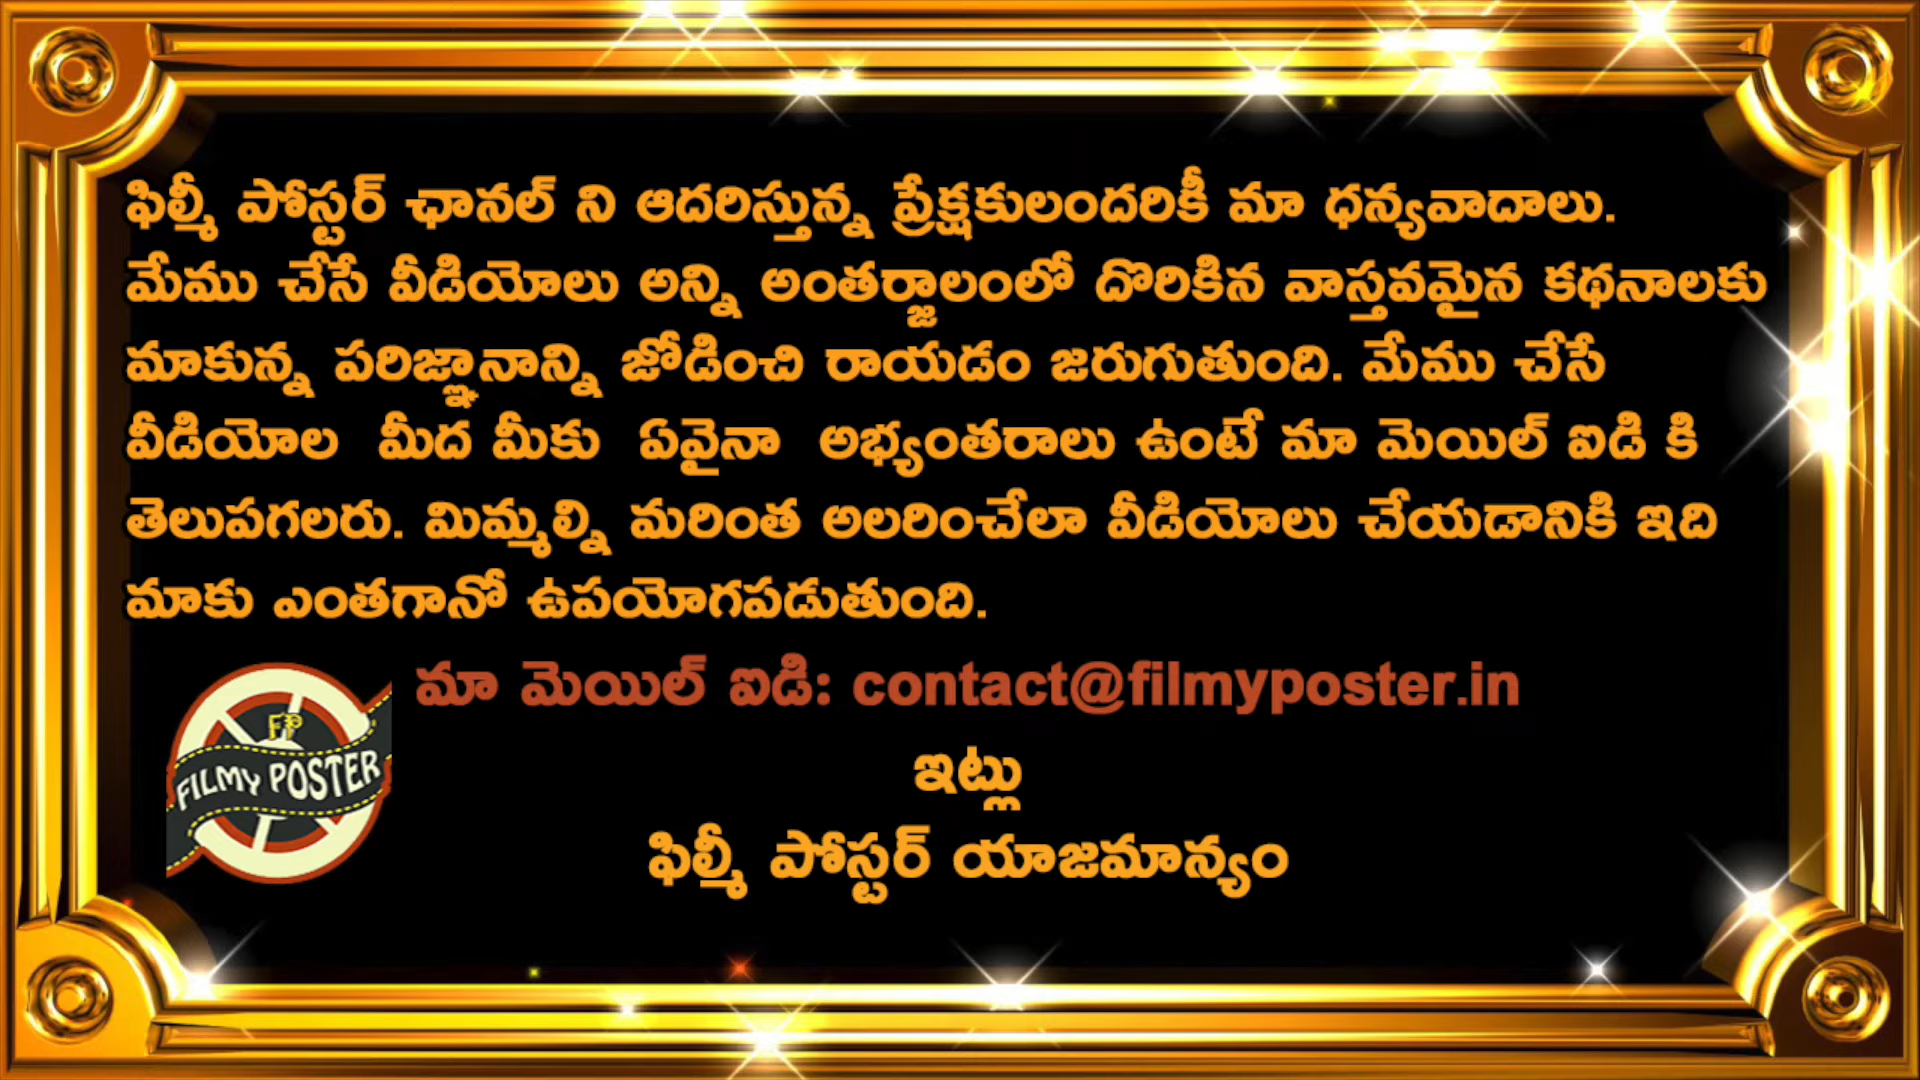 ఫిల్మీ పోస్టర్ ఛానల్ ని ఆదరిస్తున్న ప్రేక్షకులందరికీ మా ధన్యవాదాలు.
మేము చేసే వీడియోలు అన్ని అంతర్జాలంలో దొరికిన వాస్తవమైన కథనాలకు
మాకున్న పరిజ్ఞానాన్ని జోడించి రాయడం జరుగుతుంది. మేము చేసే
వీడియోల మీద మీకు ఏవైనా అభ్యంతరాలు ఉంటే మా మెయిల్ ఐడి కి
తెలుపగలరు. మిమ్మల్ని మరింత అలరించేలా వీడియోలు చేయడానికి ఇది
మాకు ఎంతగానో ఉపయోగపడుతుంది.
మా మెయిల్ ఐడి: contact@filmyposter.in
FP
FILMY POSTER
ఇట్లు
ఫిల్మీ పోస్టర్ యాజమాన్యం